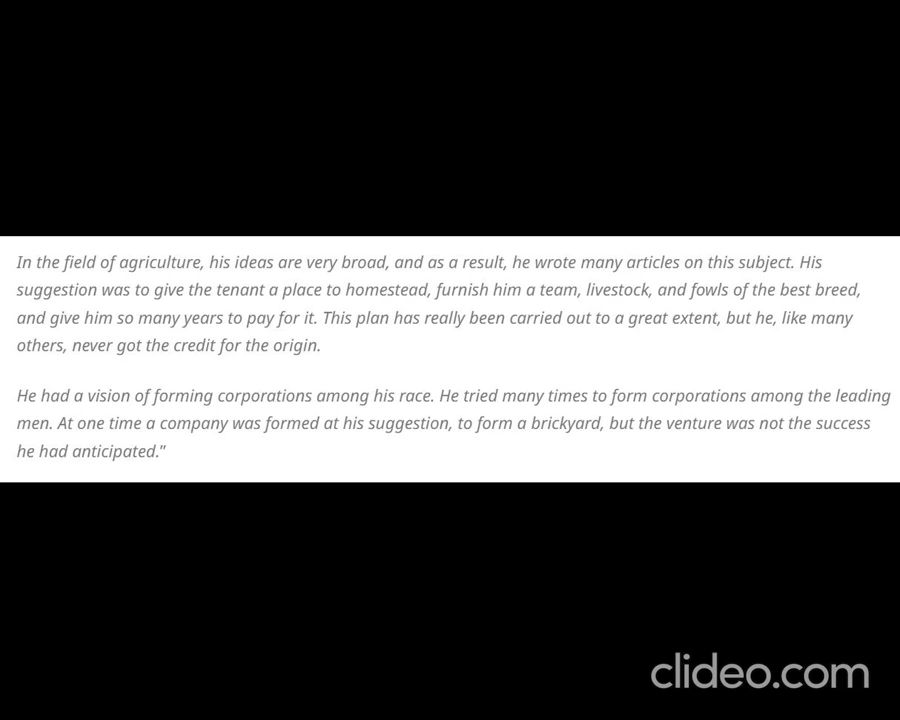 In the field of agriculture, his ideas are very broad, and as a result, he wrote many articles on this subject. His
suggestion was to give the tenant a place to homestead, furnish him a team, livestock, and fowls of the best breed,
and give him so many years to pay for it. This plan has really been carried out to a great extent, but he, like many
others, never got the credit for the origin.
He had a vision of forming corporations among his race. He tried many times to form corporations among the leading
men. At one time a company was formed at his suggestion, to form a brickyard, but the venture was not the success
he had anticipated.”
clideo.com